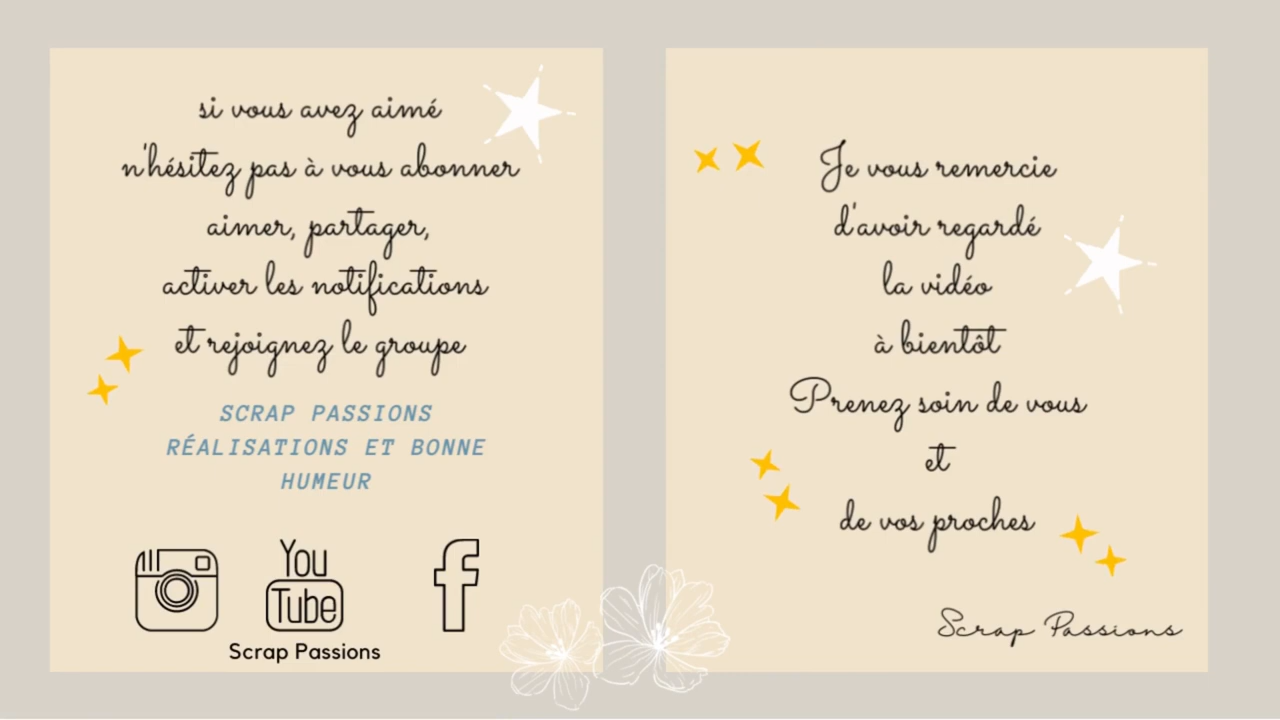 si vous avez aimé
n'hésitez pas à vous abonner
aimer, partager,
activer les notifications
et rejoignez le groupe
SCRAP PASSIONS
RÉALISATIONS ET BONNE
HUMEUR
You
Tube
Scrap Passions
Je vous remercie
d'avoir regardé
la vidéo
à bientôt
Prenez soin de vous
et
de vos proches
Scrap Passions